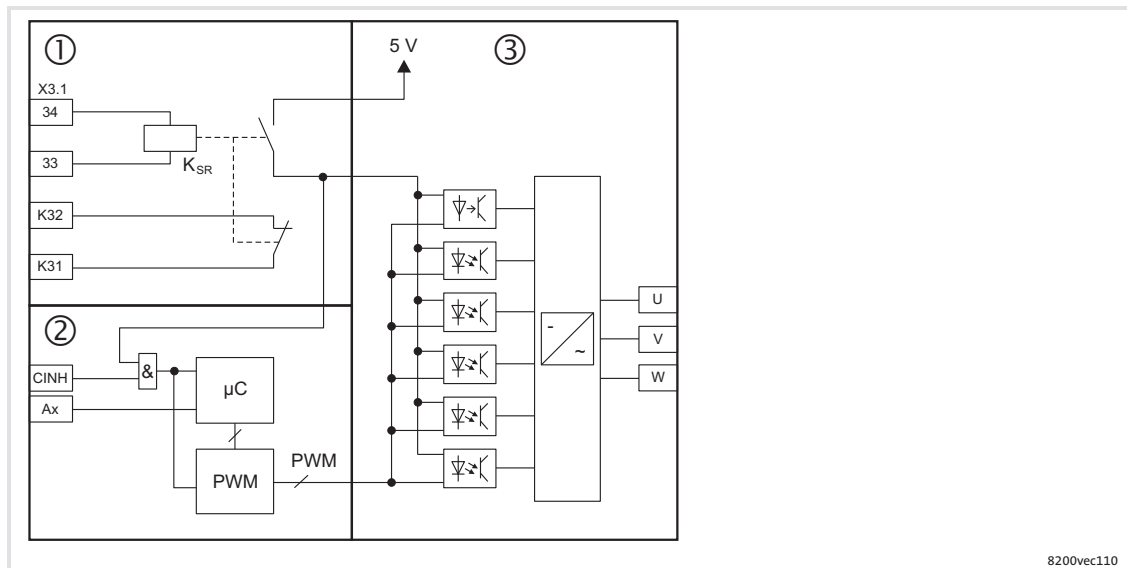 ①
5 V
③
X3.1
34
33
K_SR
K32
K31
②
CINH
&
µC
Ax
PWM
PWM
-
~
U
V
W
8200vec110